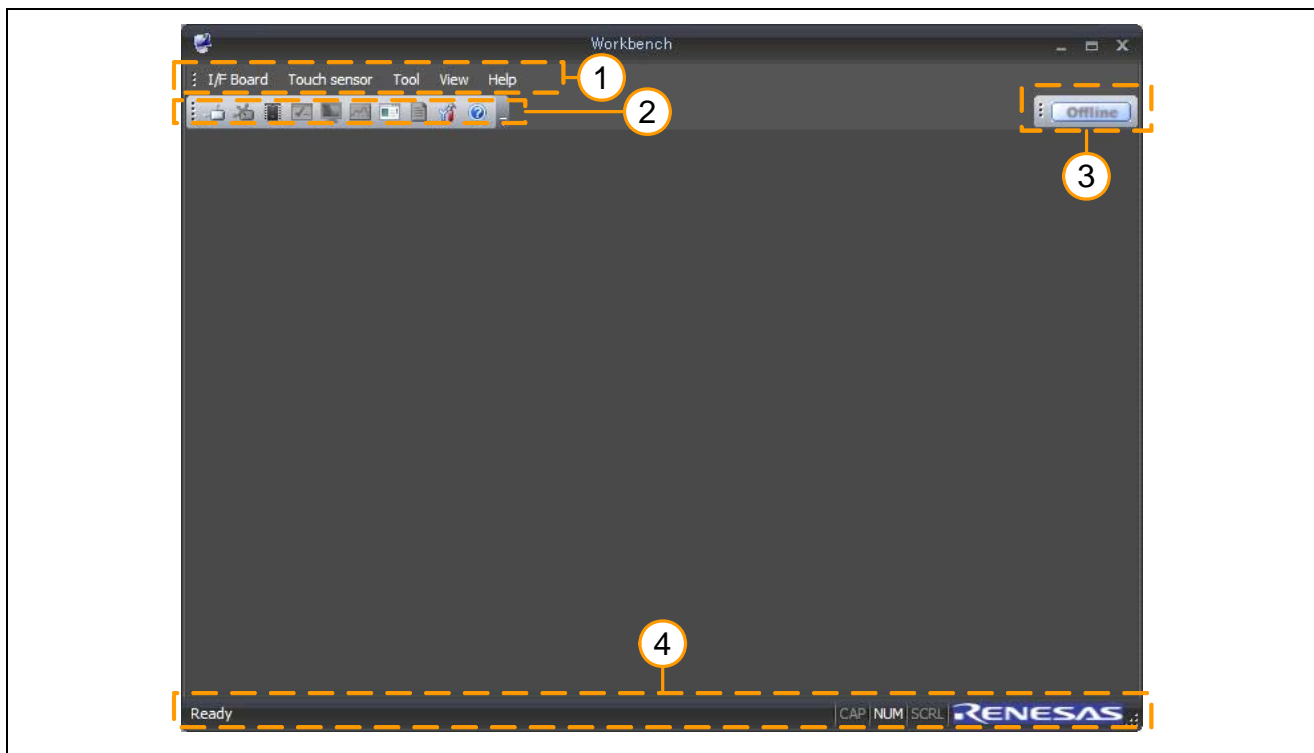 Workbench
I/F Board Touch sensor Tool View Help
1
2
Offline
3
4
Ready CAP NUM SCRL RENESAS